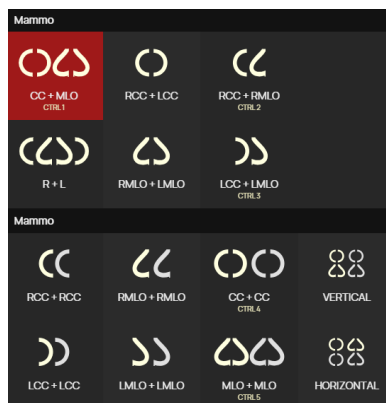 Mammo
CC + MLO
CTRL1
RCC + LCC
RCC + RMLO
CTRL2
R + L
RMLO + LMLO
LCC + LMLO
CTRL3
Mammo
RCC + RCC
RMLO + RMLO
CC + CC
CTRL4
VERTICAL
LCC + LCC
LMLO + LMLO
MLO + MLO
CTRL5
HORIZONTAL